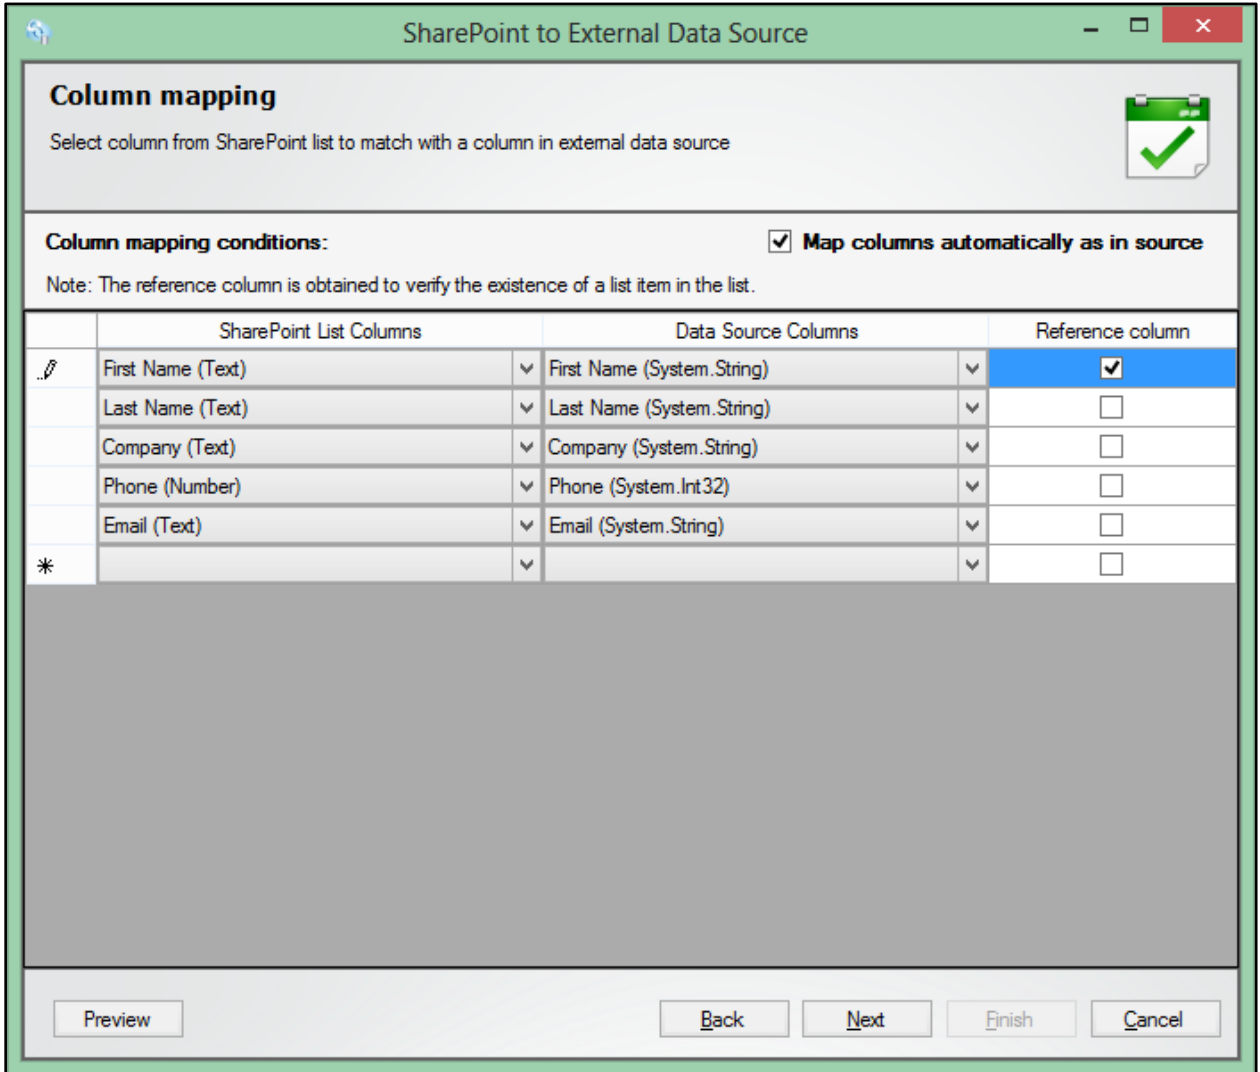 SharePoint to External Data Source
Column mapping
Select column from SharePoint list to match with a column in external data source
Column mapping conditions:
Map columns automatically as in source
Note: The reference column is obtained to verify the existence of a list item in the list.
SharePoint List Columns Data Source Columns Reference column
First Name (Text) First Name (System.String)
Last Name (Text) Last Name (System.String)
Company (Text) Company (System.String)
Phone (Number) Phone (System.Int32)
Email (Text) Email (System.String)
Preview Back Next Finish Cancel